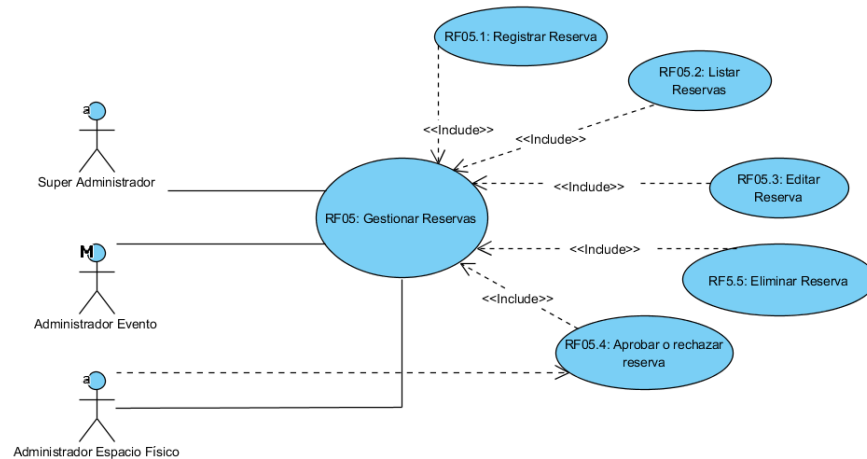 RF05.1: Registrar Reserva
RF05.2: Listar
Reservas
a
<<Include>>
<<Include>>
Super Administrador
RF05.3: Editar
Reserva
<<Include>>
RF05: Gestionar Reservas
M
<<Include>>
RF5.5: Eliminar Reserva
<<Include>>
Administrador Evento
RF05.4: Aprobar o rechazar
reserva
a
Administrador Espacio Físico